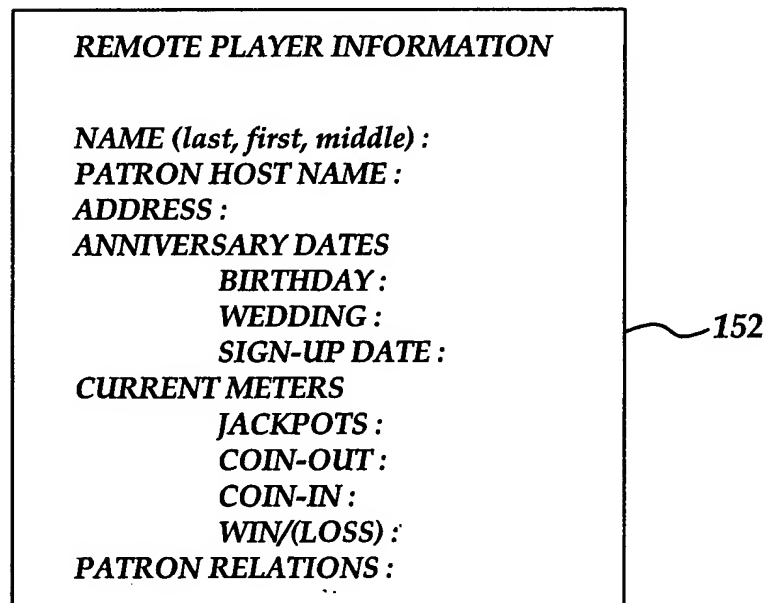 REMOTE PLAYER INFORMATION
NAME (last, first, middle) :
PATRON HOST NAME :
ADDRESS :
ANNIVERSARY DATES
BIRTHDAY :
WEDDING :
SIGN-UP DATE :
152
CURRENT METERS
JACKPOTS :
COIN-OUT :
COIN-IN :
WIN/(LOSS) :
PATRON RELATIONS :